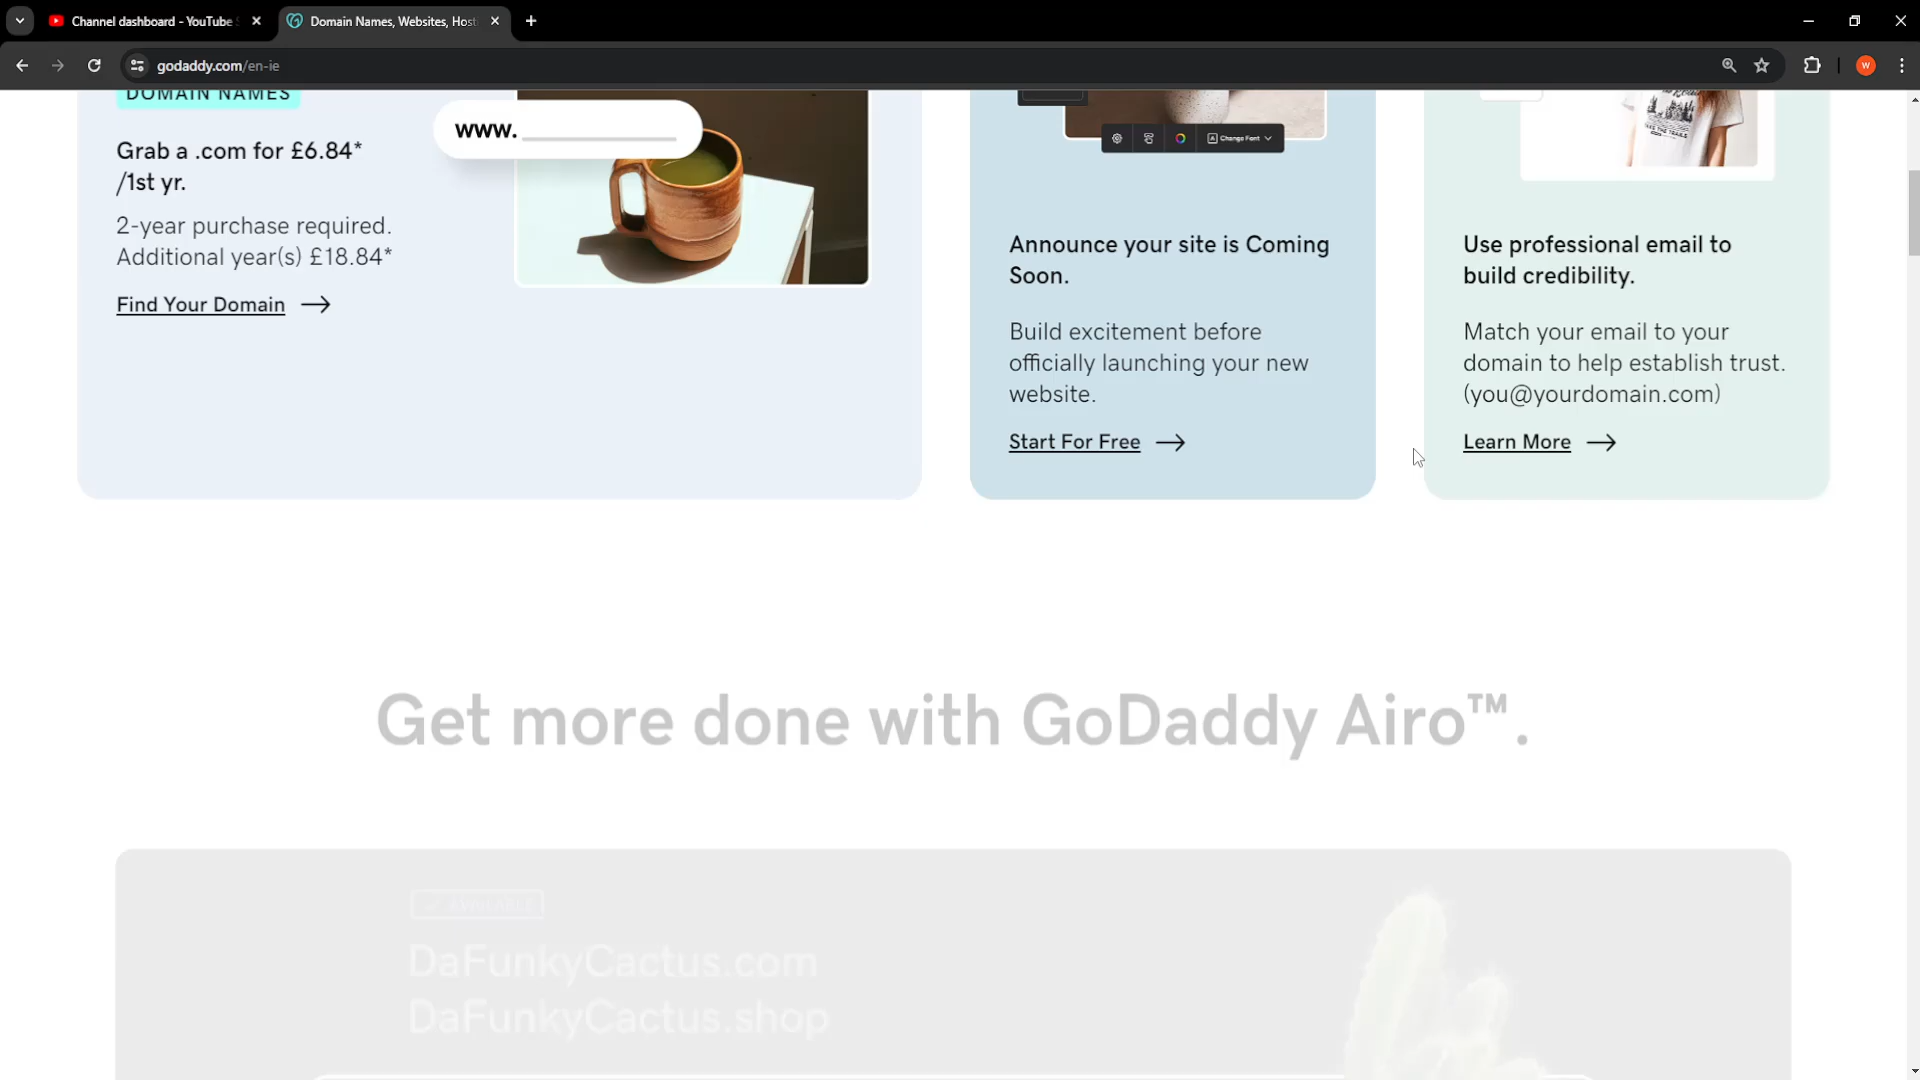 Channel dashboard - YouTube S
Domain Names, Websites, Hosti
godaddy.com/en-ie
W
DOMAIN NAMES
Grab a .com for £6.84*
/1st yr.
2-year purchase required.
Additional year(s) £18.84*
Find Your Domain
www.
Change Font
Announce your site is Coming
Soon.
Build excitement before
officially launching your new
website.
Start For Free
Use professional email to
build credibility.
Match your email to your
domain to help establish trust.
(you@yourdomain.com)
Learn More
Get more done with GoDaddy Airo™.
AVAILABLE
DaFunkyCactus.com
DaFunkyCactus.shop